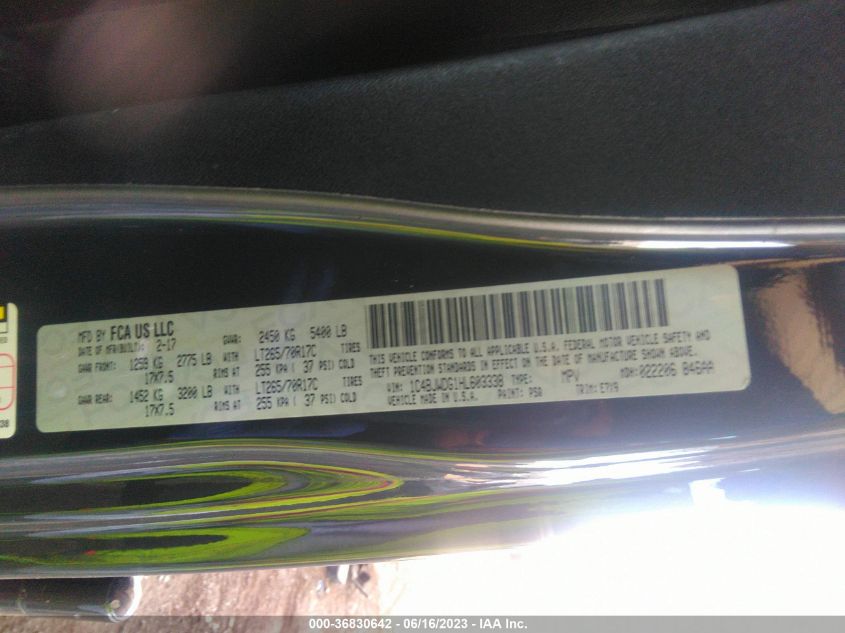 MFD BY FCA US LLC
DATE OF MFR(BUILT): 2-17
GVWR: 2450 KG 5400 LB
GAWR FRONT: 1259 KG 2775 LB WITH LT265/70R17C TIRES
17X7.5 RIMS AT 255 KPA ( 37 PSI) COLD
GAWR REAR: 1452 KG 3200 LB WITH LT265/70R17C TIRES
17X7.5 RIMS AT 255 KPA ( 37 PSI) COLD
THIS VEHICLE CONFORMS TO ALL APPLICABLE U.S.A. FEDERAL MOTOR VEHICLE SAFETY AND
THEFT PREVENTION STANDARDS IN EFFECT ON THE DATE OF MANUFACTURE SHOWN ABOVE.
VIN: 1C4BJWDG1HL603338 TYPE: MPV MDH: 022206 846AA
VEHICLE MADE IN U.S.A. PAINT: PSQ TRIM: E7X9
38
000-36830642 - 06/16/2023 - IAA Inc.